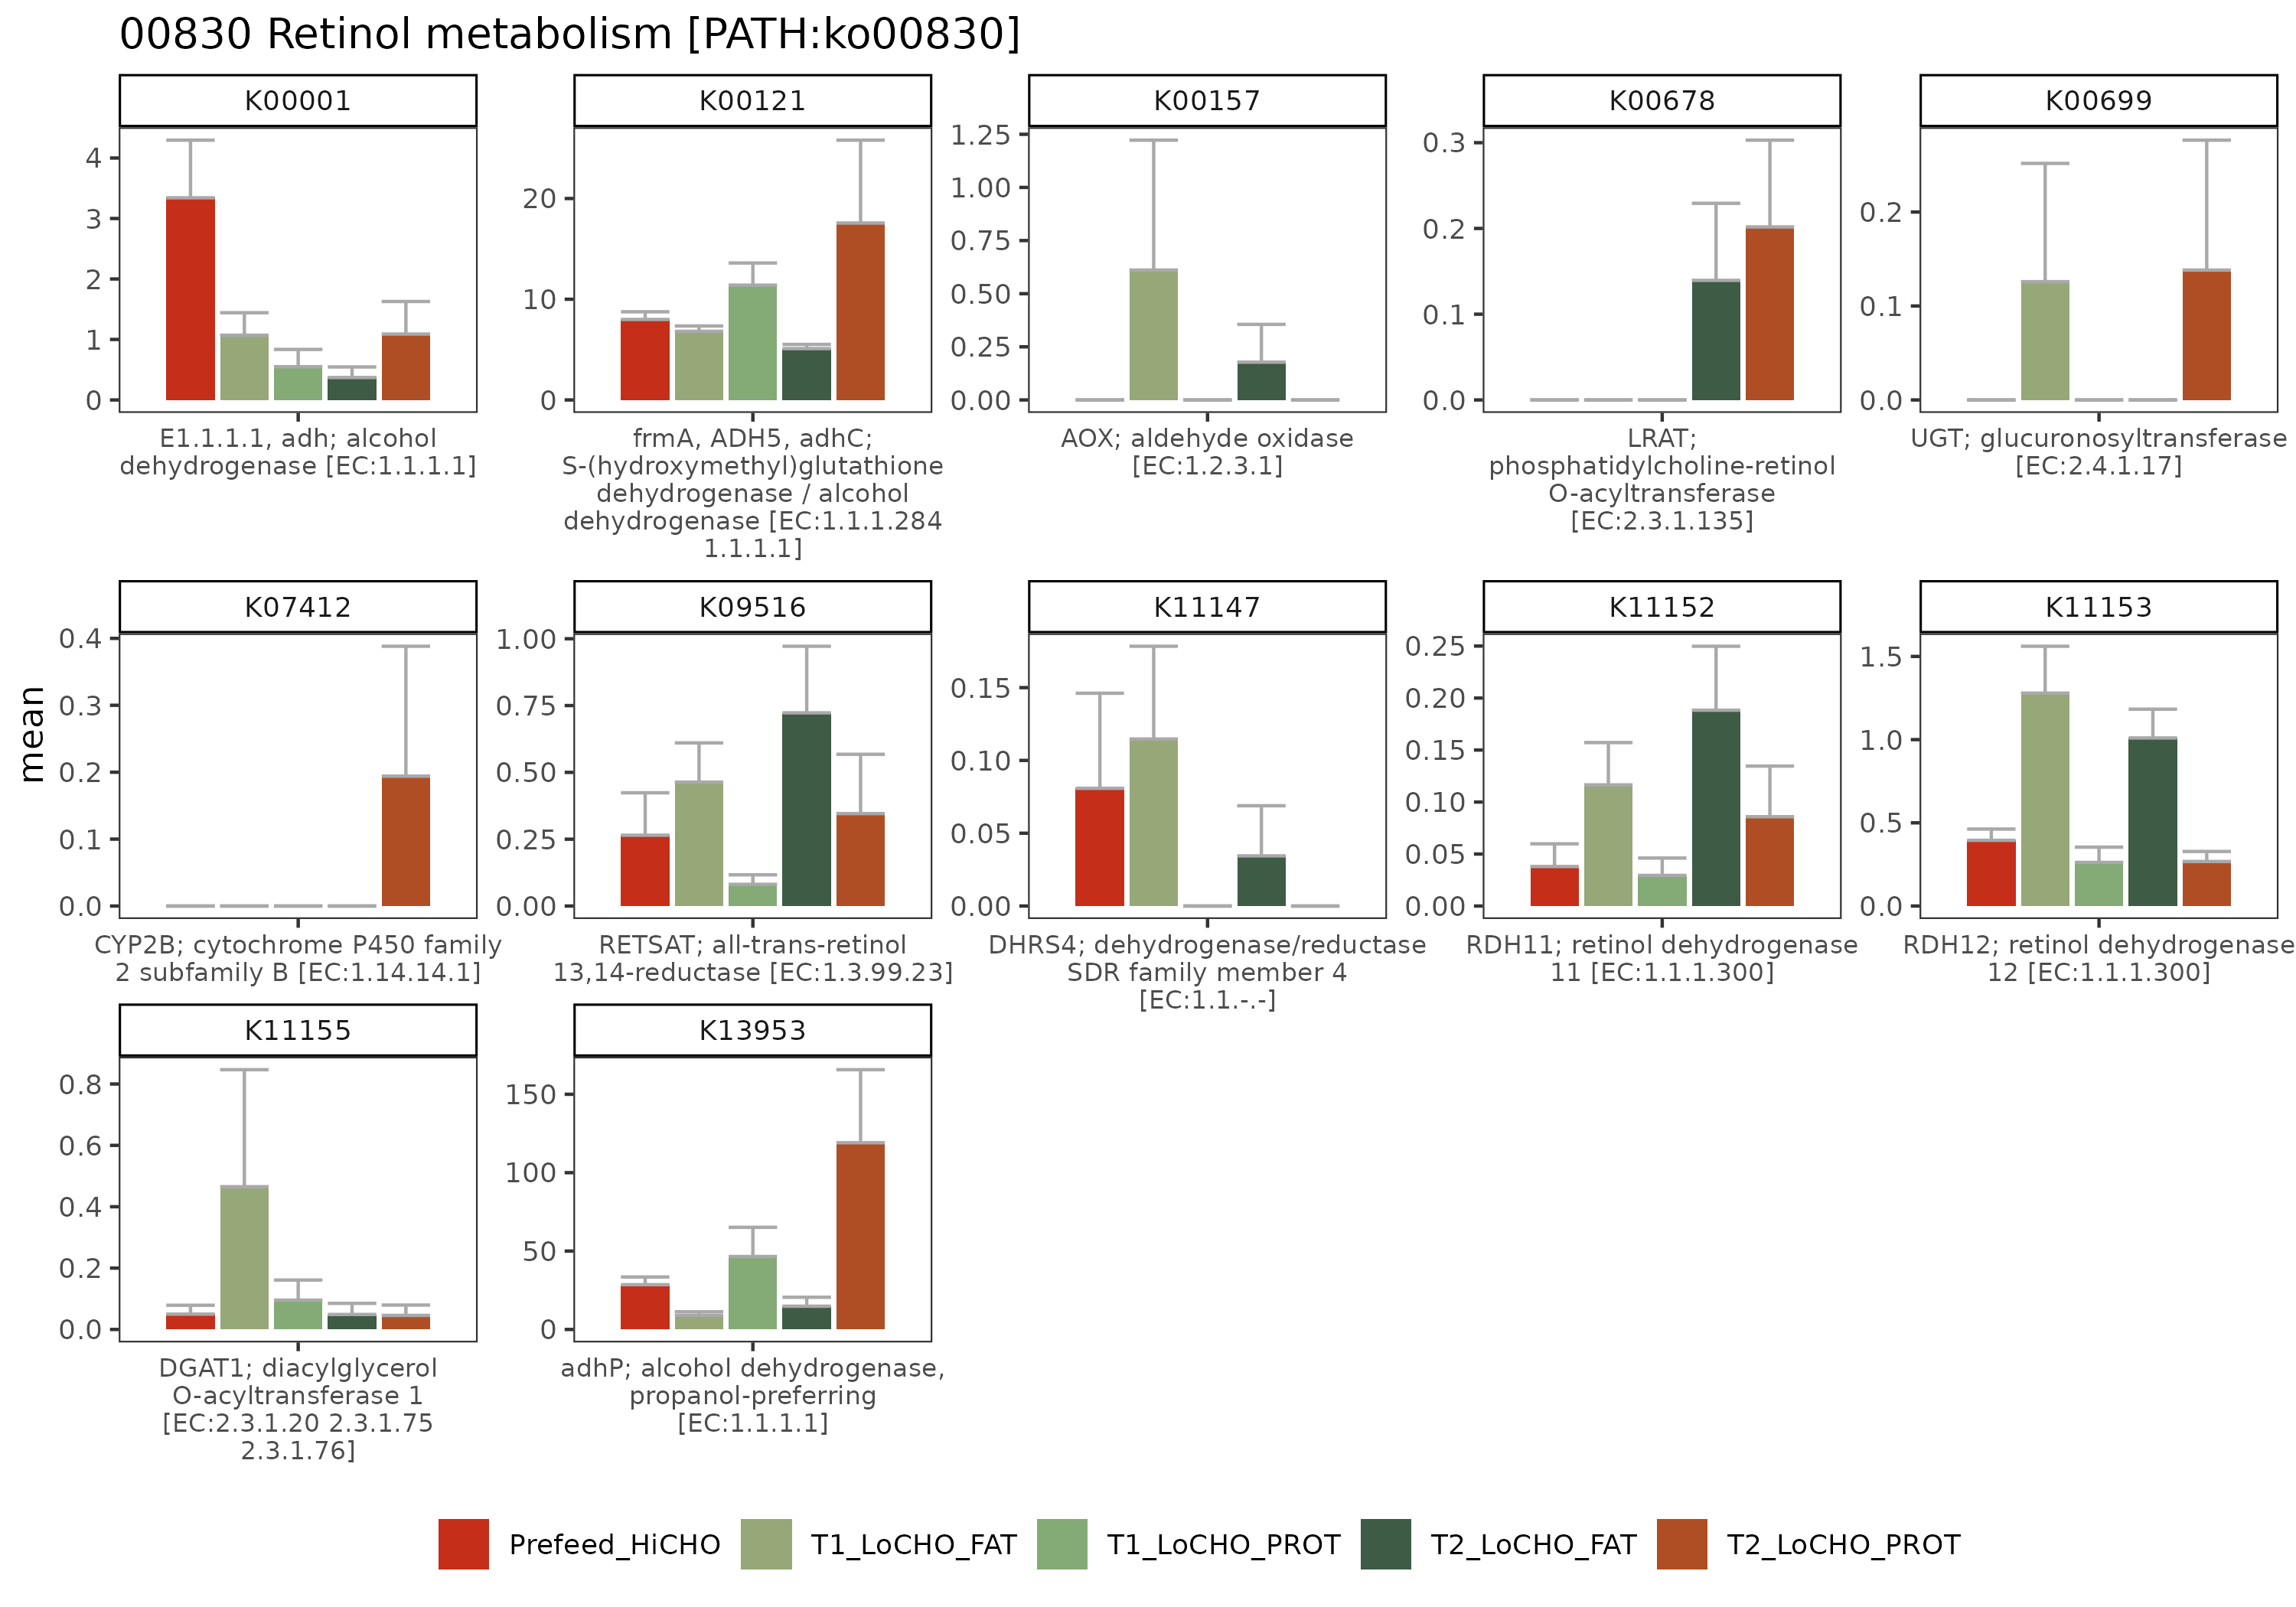 00830 Retinol metabolism [PATH:ko00830]
K00001
K00121
K00157
K00678
K00699
4
3
2
1
0
20
10
0
1.25
1.00
0.75
0.50
0.25
0.00
0.3
0.2
0.1
0.0
0.2
0.1
0.0
E1.1.1.1, adh; alcohol
dehydrogenase [EC:1.1.1.1]
frmA, ADH5, adhC;
S-(hydroxymethyl)glutathione
dehydrogenase / alcohol
dehydrogenase [EC:1.1.1.284
1.1.1.1]
AOX; aldehyde oxidase
[EC:1.2.3.1]
LRAT;
phosphatidylcholine-retinol
O-acyltransferase
[EC:2.3.1.135]
UGT; glucuronosyltransferase
[EC:2.4.1.17]
mean
K07412
K09516
K11147
K11152
K11153
0.4
0.3
0.2
0.1
0.0
1.00
0.75
0.50
0.25
0.00
0.15
0.10
0.05
0.00
0.25
0.20
0.15
0.10
0.05
0.00
1.5
1.0
0.5
0.0
CYP2B; cytochrome P450 family
2 subfamily B [EC:1.14.14.1]
RETSAT; all-trans-retinol
13,14-reductase [EC:1.3.99.23]
DHRS4; dehydrogenase/reductase
SDR family member 4
[EC:1.1.-.-]
RDH11; retinol dehydrogenase
11 [EC:1.1.1.300]
RDH12; retinol dehydrogenase
12 [EC:1.1.1.300]
K11155
K13953
0.8
0.6
0.4
0.2
0.0
150
100
50
0
DGAT1; diacylglycerol
O-acyltransferase 1
[EC:2.3.1.20 2.3.1.75
2.3.1.76]
adhP; alcohol dehydrogenase,
propanol-preferring
[EC:1.1.1.1]
Prefeed_HiCHO
T1_LoCHO_FAT
T1_LoCHO_PROT
T2_LoCHO_FAT
T2_LoCHO_PROT